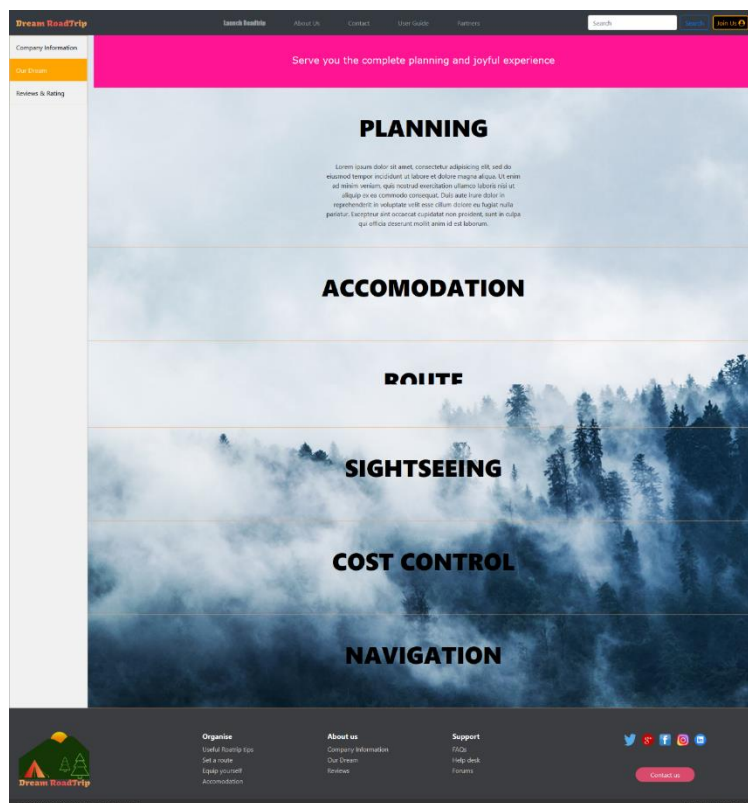 Dream RoadTrip
Launch Roadtrip
About Us
Contact
User Guide
Partners
Search
Search
Join Us
Company Information
Our Dream
Reviews & Rating
Serve you the complete planning and joyful experience
PLANNING
Lorem ipsum dolor sit amet, consectetur adipisicing elit, sed do
eiusmod tempor incididunt ut labore et dolore magna aliqua. Ut enim
ad minim veniam, quis nostrud exercitation ullamco laboris nisi ut
aliquip ex ea commodo consequat. Duis aute irure dolor in
reprehenderit in voluptate velit esse cillum dolore eu fugiat nulla
pariatur. Excepteur sint occaecat cupidatat non proident, sunt in culpa
qui officia deserunt mollit anim id est laborum.
ACCOMODATION
ROUTE
SIGHTSEEING
COST CONTROL
NAVIGATION
Dream RoadTrip
Organise
Useful Roatrip tips
Set a route
Equip yourself
Accomodation
About us
Company Information
Our Dream
Reviews
Support
FAQs
Help desk
Forums
Contact us